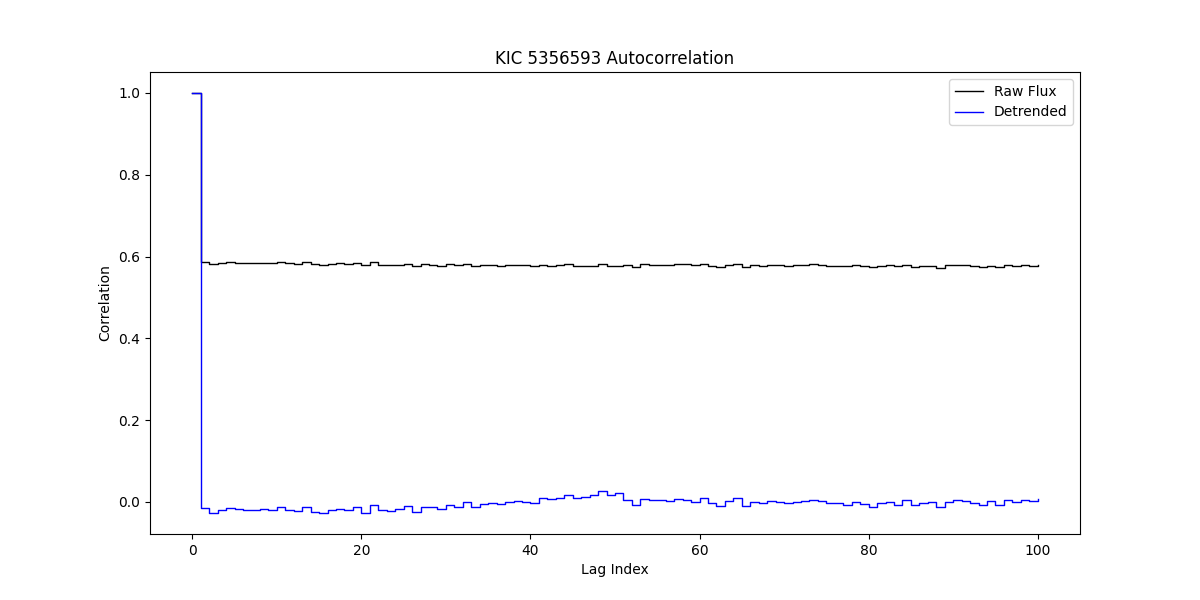 KIC 5356593 Autocorrelation
Raw Flux
Detrended
1.0
0.8
0.6
0.4
0.2
0.0
Correlation
0 20 40 60 80 100
Lag Index